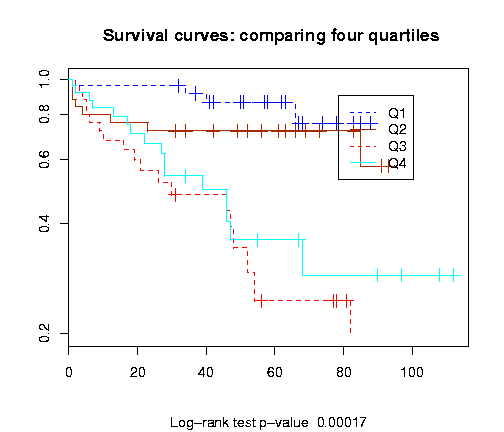 Survival curves: comparing four quartiles
1.0
0.8
0.6
0.4
0.2
Q1
Q2
Q3
Q4
0 20 40 60 80 100
Log-rank test p-value 0.00017